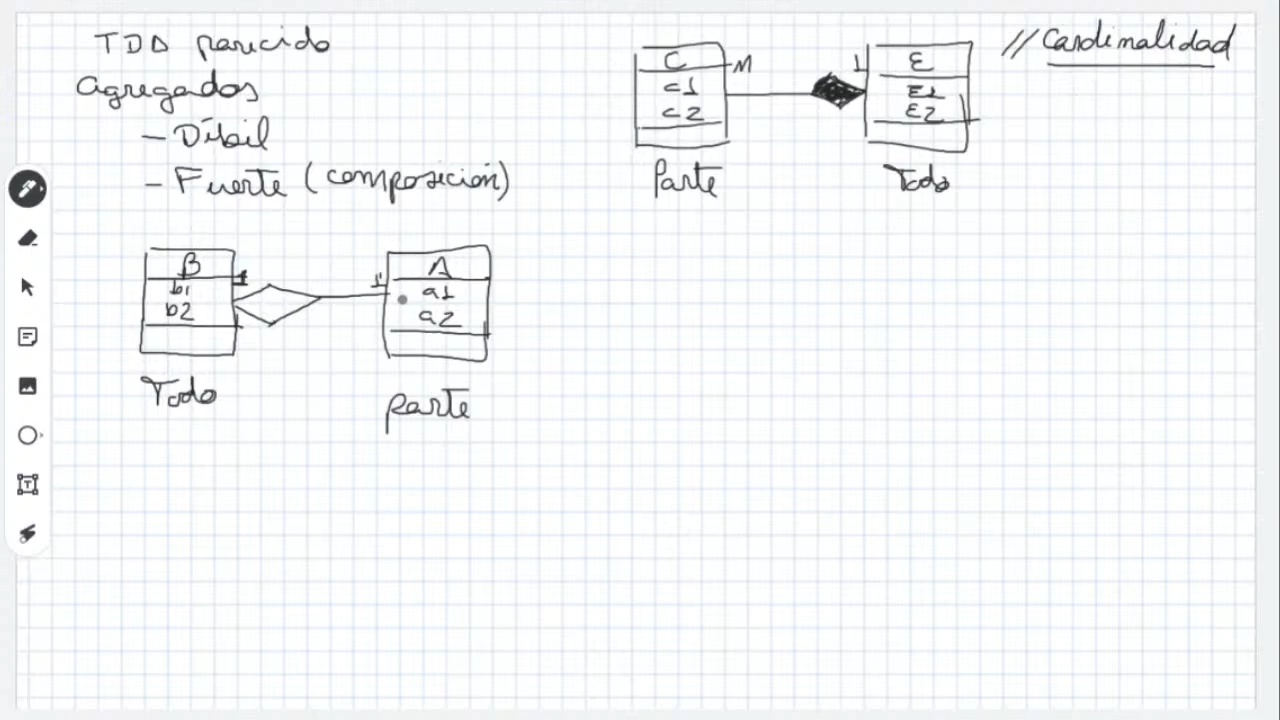 TDD parecido
agregados
- Débil
- Fuerte (composición)
B
1
b1
b2
Todo
A
1
a1
a2
parte
C
M
c1
c2
Parte
E
1
E1
E2
Todo
// Cardinalidad